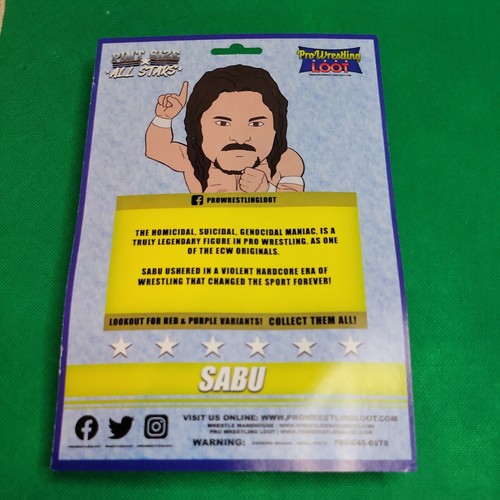 PINT SIZE
ALL STARS
Pro Wrestling
LOOT
PROWRESTLINGLOOT
THE HOMICIDAL, SUICIDAL, GENOCIDAL MANIAC, IS A
TRULY LEGENDARY FIGURE IN PRO WRESTLING. AS ONE
OF THE ECW ORIGINALS.
SABU USHERED IN A VIOLENT HARDCORE ERA OF
WRESTLING THAT CHANGED THE SPORT FOREVER!
LOOKOUT FOR RED & PURPLE VARIANTS! COLLECT THEM ALL!
SABU
VISIT US ONLINE: WWW.PROWRESTLINGLOOT.COM
WRESTLE WAREHOUSE
PRO WRESTLING LOOT
WARNING: